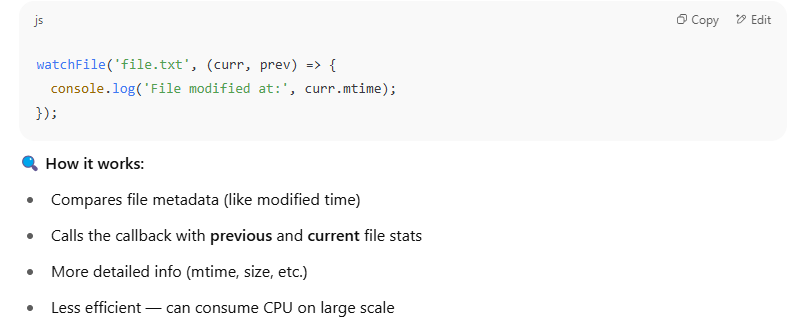 js
Copy
Edit
watchFile('file.txt', (curr, prev) => {
  console.log('File modified at:', curr.mtime);
});
How it works:
Compares file metadata (like modified time)
Calls the callback with previous and current file stats
More detailed info (mtime, size, etc.)
Less efficient — can consume CPU on large scale